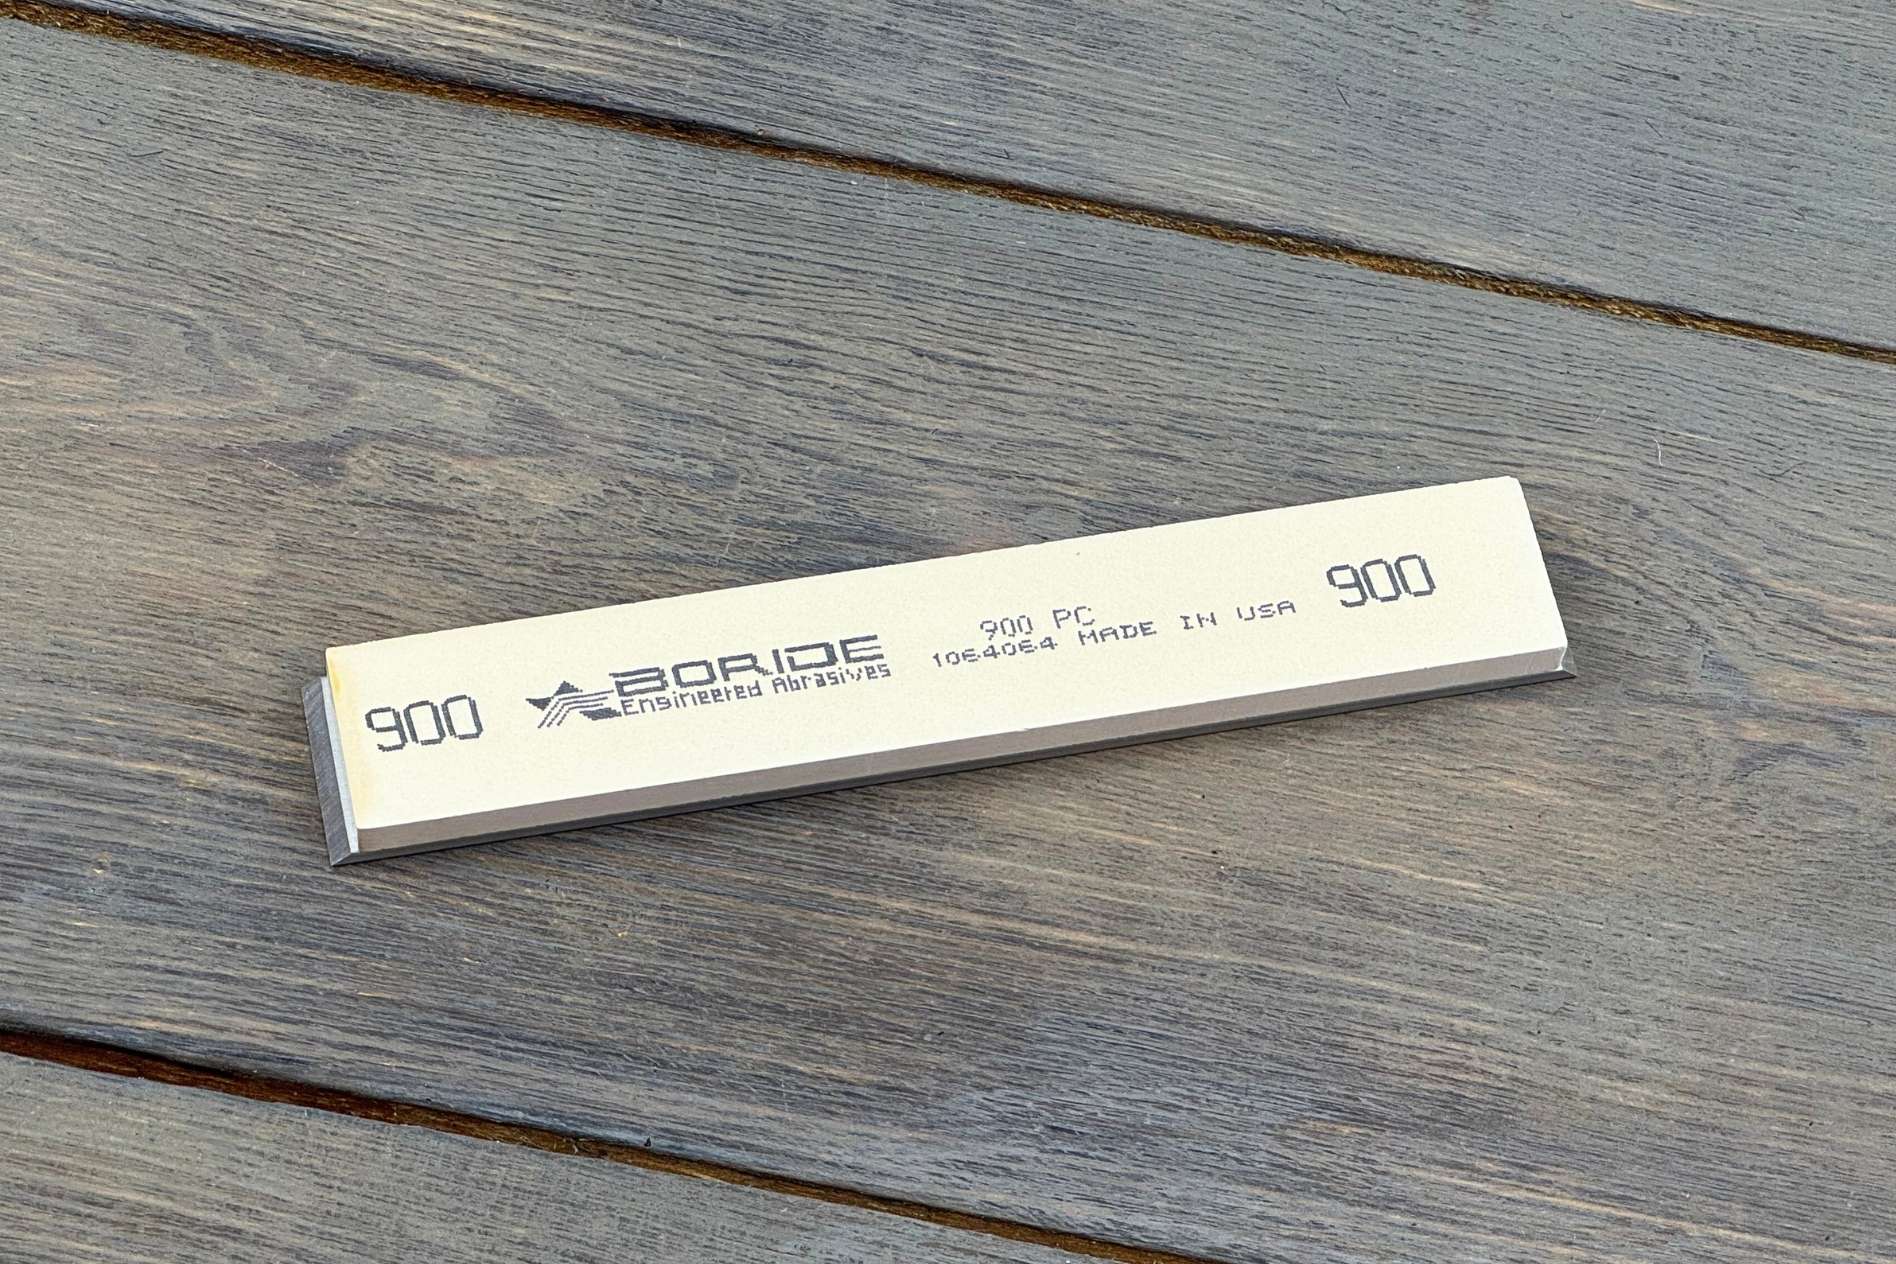 900
BORIDE
Engineered Abrasives
900 PC
1064064 MADE IN USA
900